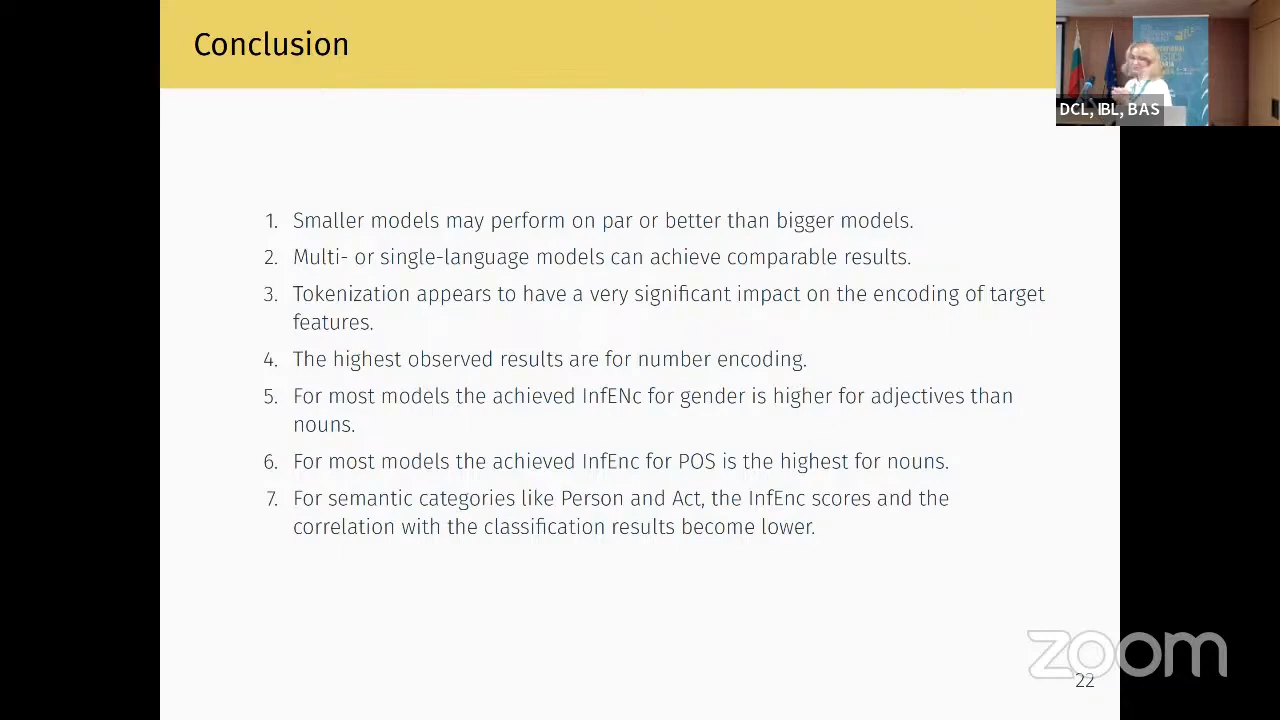 Conclusion
DCL, IBL, BAS
1. Smaller models may perform on par or better than bigger models.
2. Multi- or single-language models can achieve comparable results.
3. Tokenization appears to have a very significant impact on the encoding of target
features.
4. The highest observed results are for number encoding.
5. For most models the achieved InfENc for gender is higher for adjectives than
nouns.
6. For most models the achieved InfEnc for POS is the highest for nouns.
7. For semantic categories like Person and Act, the InfEnc scores and the
correlation with the classification results become lower.
zoom
22